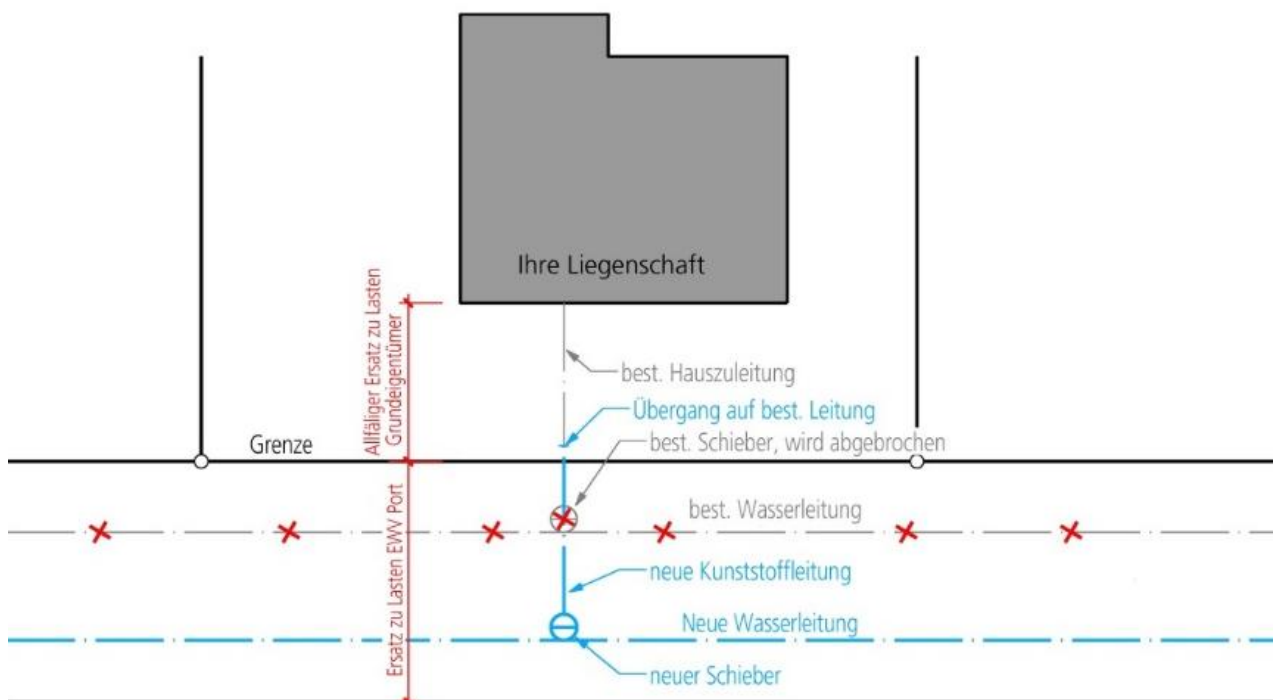 Ihre Liegenschaft
Allfälliger Ersatz zu Lasten
Grundeigentümer
best. Hauszuleitung
Übergang auf best. Leitung
best. Schieber, wird abgebrochen
Grenze
best. Wasserleitung
Ersatz zu Lasten EWV Port
neue Kunststoffleitung
Neue Wasserleitung
neuer Schieber